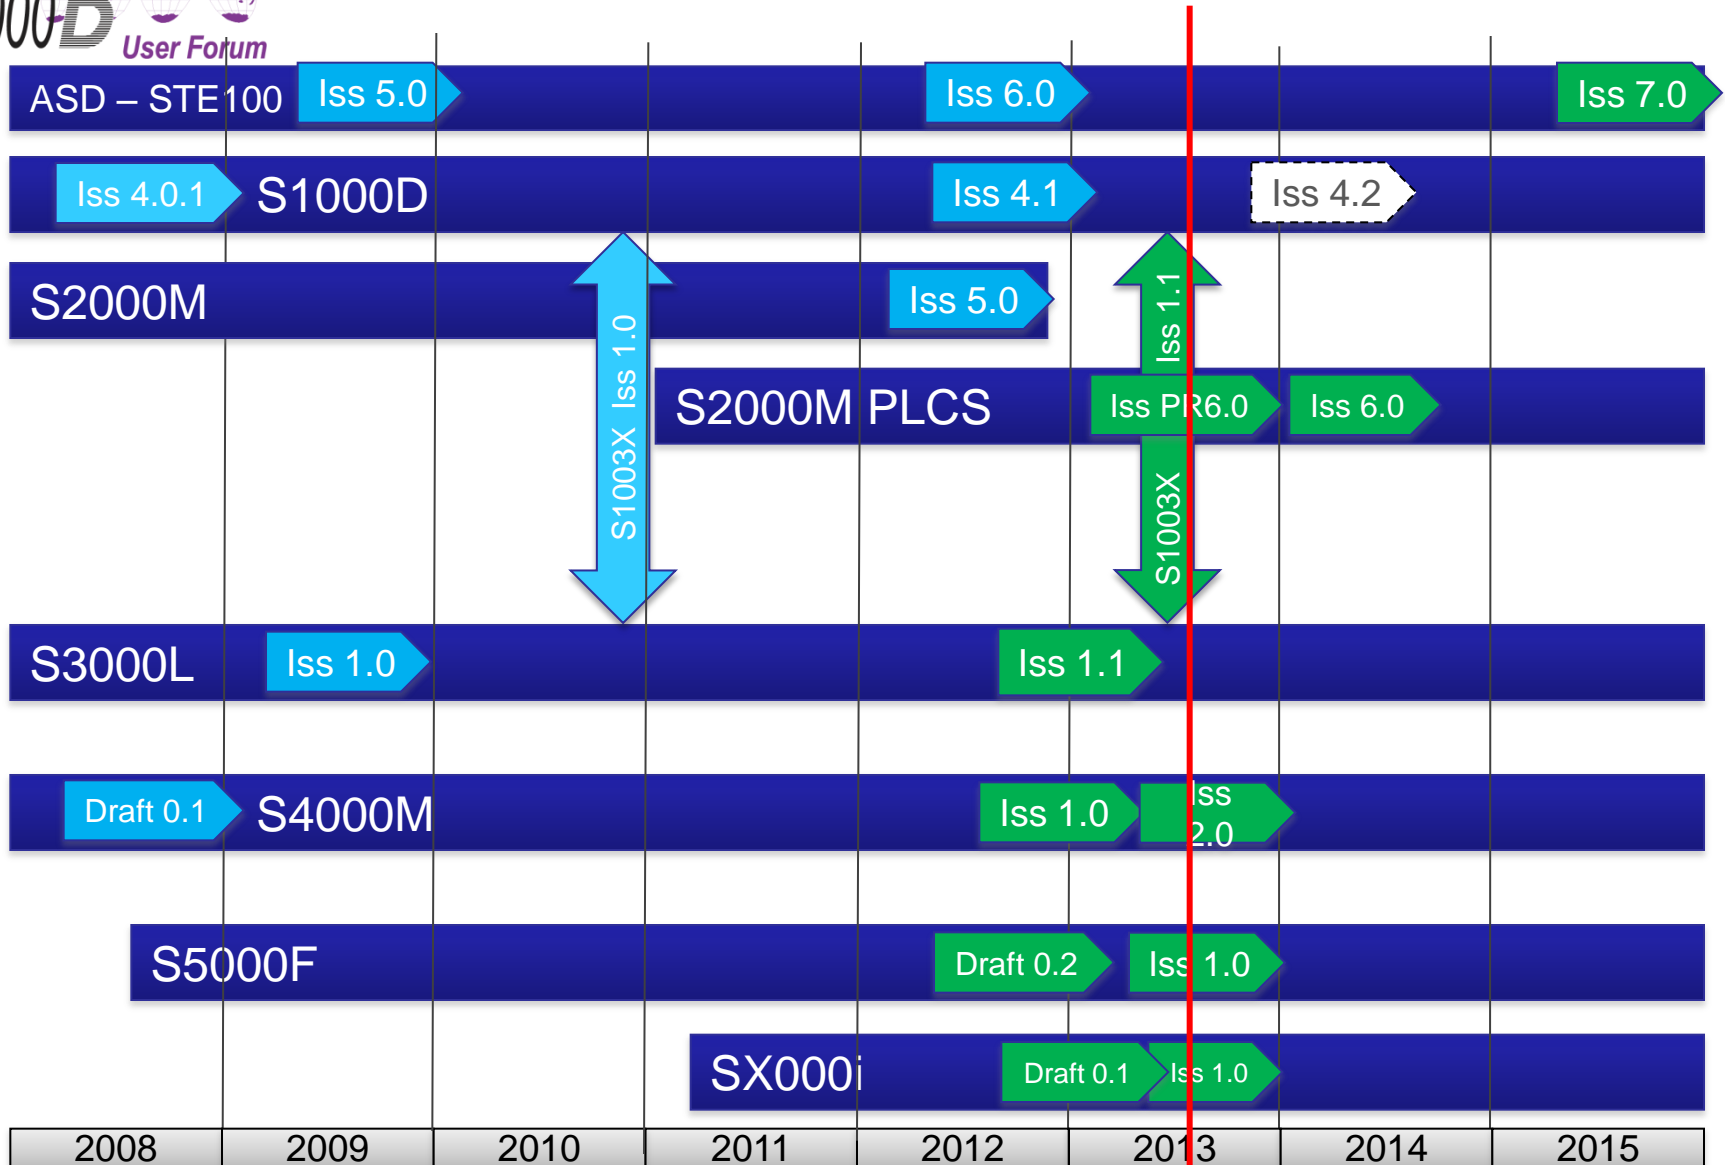 000D
User Forum
ASD – STE100
Iss 5.0
Iss 6.0
Iss 7.0
Iss 4.0.1
S1000D
Iss 4.1
Iss 4.2
S2000M
Iss 5.0
S1003X Iss 1.0
S1003X Iss 1.1
S2000M PLCS
Iss PR6.0
Iss 6.0
S3000L
Iss 1.0
Iss 1.1
Draft 0.1
S4000M
Iss 1.0
Iss
2.0
S5000F
Draft 0.2
Iss 1.0
SX000i
Draft 0.1
Iss 1.0
2008
2009
2010
2011
2012
2013
2014
2015